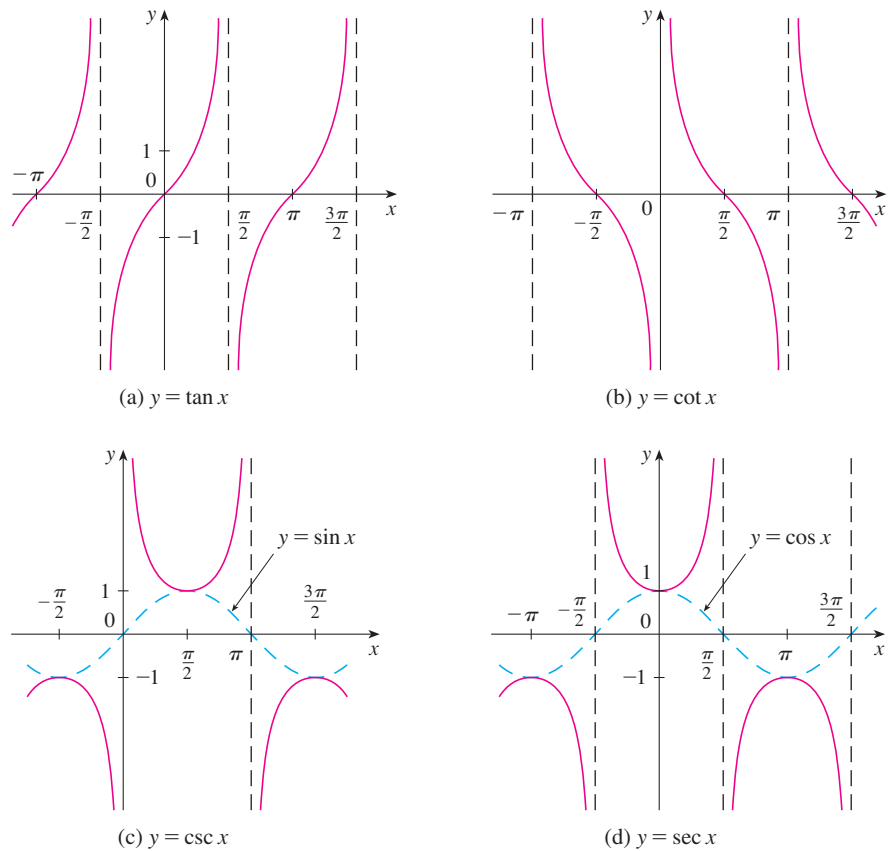 y
1
0
−π
−π/2
π/2
π
3π/2
x
−1
(a) y = tan x
y
0
−π
−π/2
π/2
π
3π/2
x
(b) y = cot x
y
y = sin x
−π/2
1
3π/2
0
π/2
π
x
−1
(c) y = csc x
y
y = cos x
1
−π
−π/2
0
3π/2
π/2
π
x
−1
(d) y = sec x